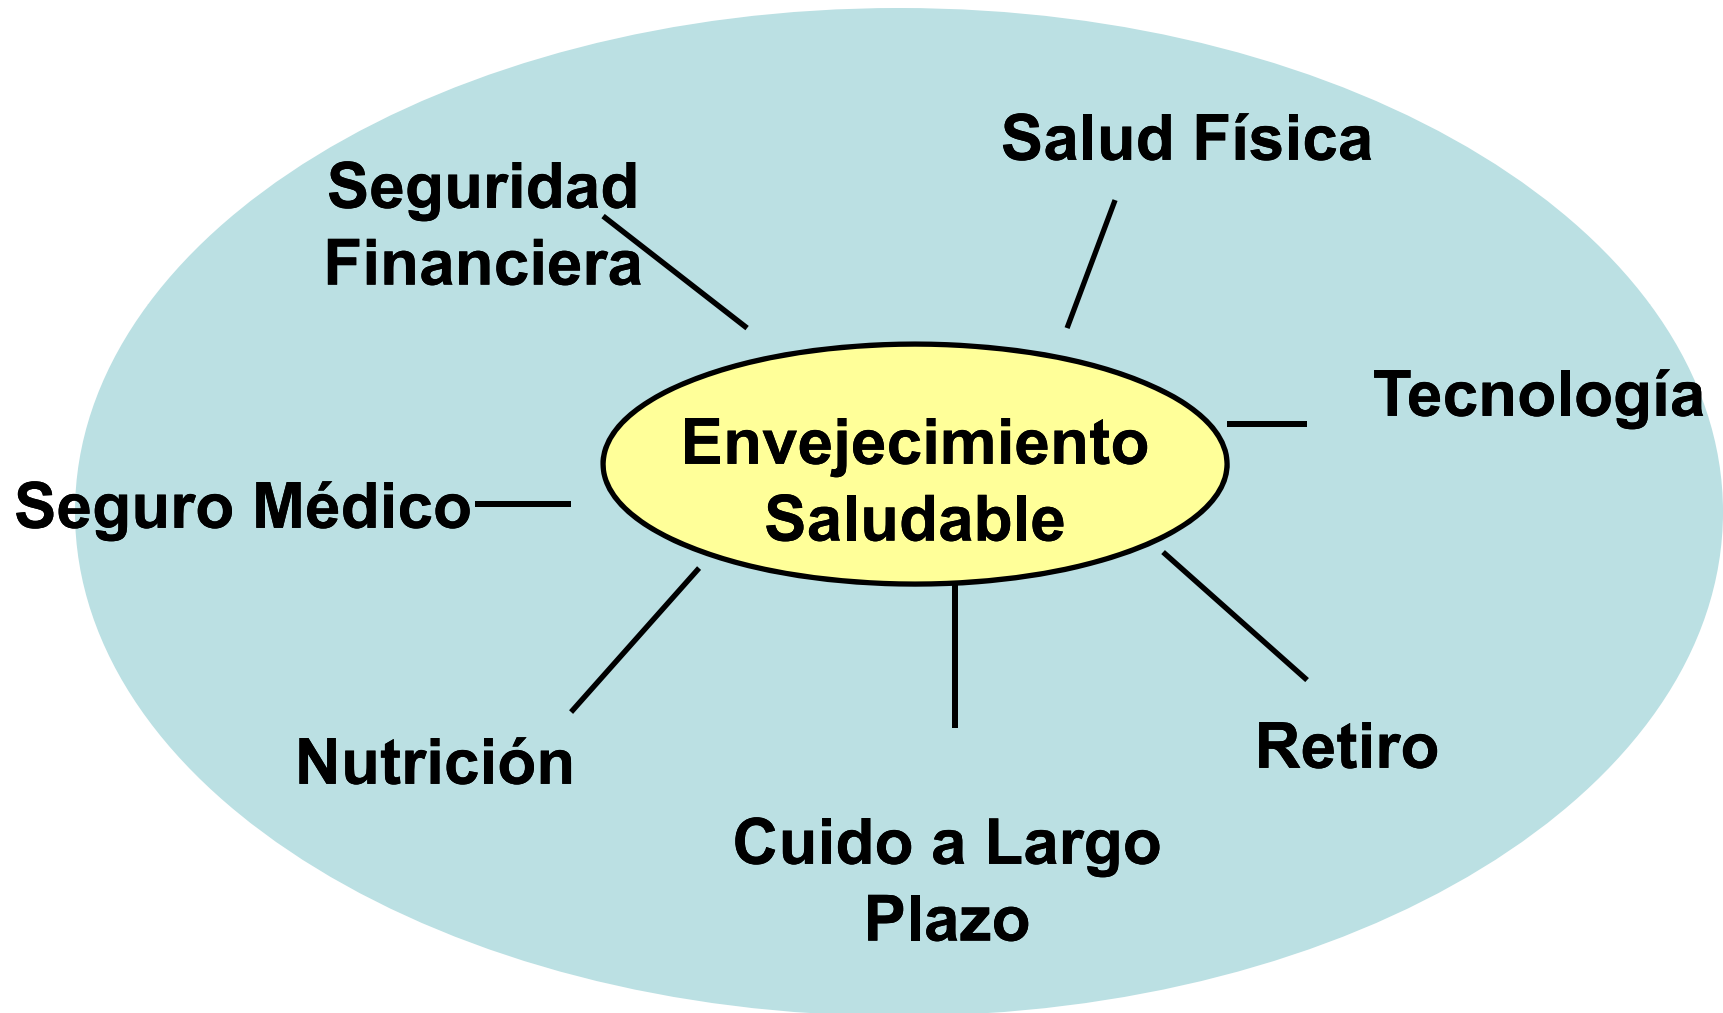 Salud Física
Seguridad
Financiera
Tecnología
Envejecimiento
Saludable
Seguro Médico
Nutrición
Retiro
Cuido a Largo
Plazo